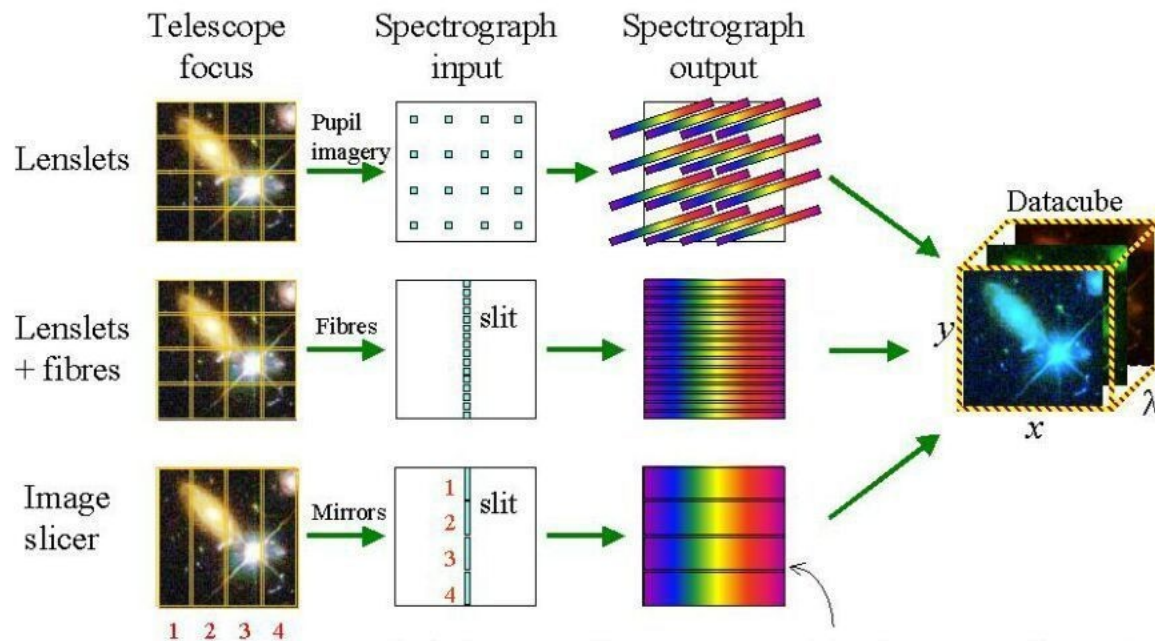 Telescope
focus
Spectrograph
input
Spectrograph
output
Lenslets
Pupil
imagery
Datacube
Lenslets
+ fibres
Fibres
slit
y
x
λ
Image
slicer
Mirrors
1
2
3
4
slit
1 2 3 4